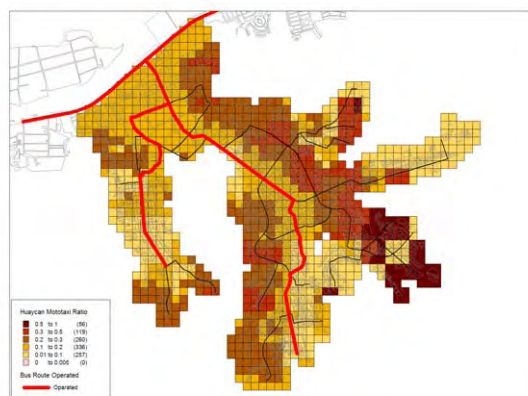 Huaycan Mototaxi Ratio
0.5 to 1 (56)
0.3 to 0.5 (119)
0.2 to 0.3 (260)
0.1 to 0.2 (336)
0.01 to 0.1 (257)
0 to 0.005 (0)
Bus Route Operated
Operated